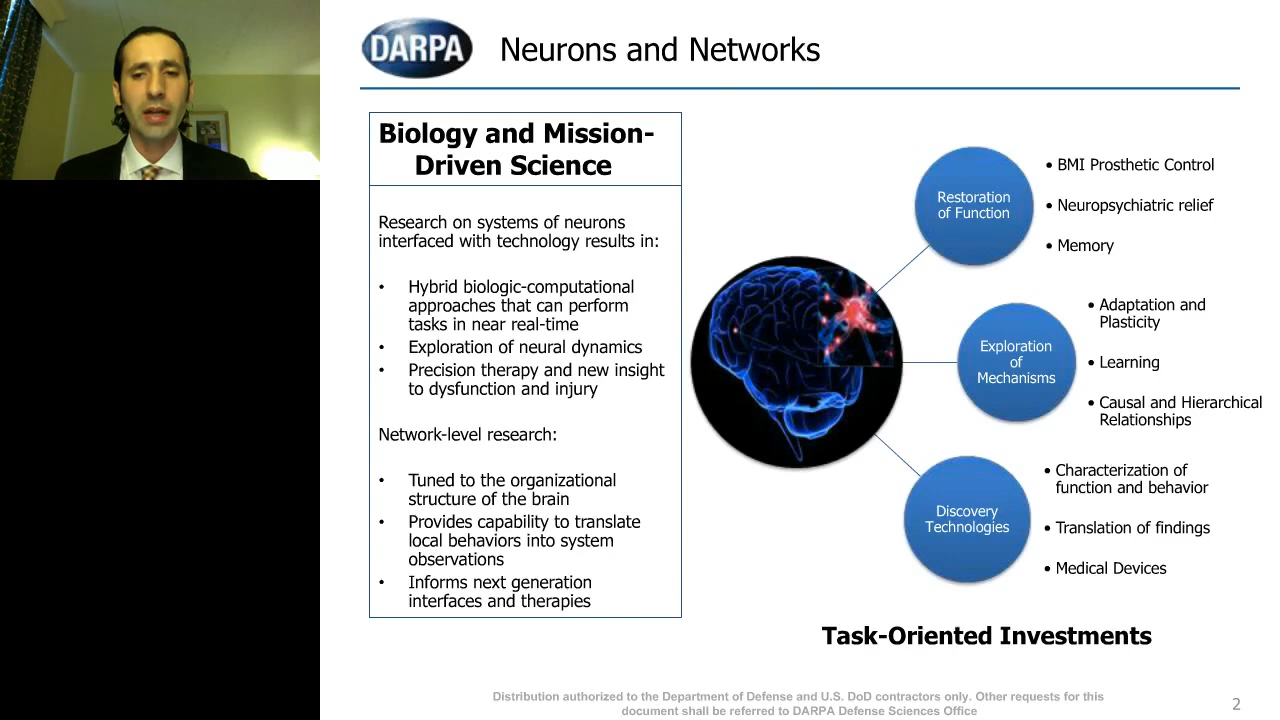 DARPA
Neurons and Networks
Biology and Mission-
Driven Science
Research on systems of neurons
interfaced with technology results in:
• Hybrid biologic-computational
approaches that can perform
tasks in near real-time
• Exploration of neural dynamics
• Precision therapy and new insight
to dysfunction and injury
Network-level research:
• Tuned to the organizational
structure of the brain
• Provides capability to translate
local behaviors into system
observations
• Informs next generation
interfaces and therapies
Restoration
of Function
• BMI Prosthetic Control
• Neuropsychiatric relief
• Memory
Exploration
of
Mechanisms
• Adaptation and
Plasticity
• Learning
• Causal and Hierarchical
Relationships
Discovery
Technologies
• Characterization of
function and behavior
• Translation of findings
• Medical Devices
Task-Oriented Investments
Distribution authorized to the Department of Defense and U.S. DoD contractors only. Other requests for this
document shall be referred to DARPA Defense Sciences Office
2